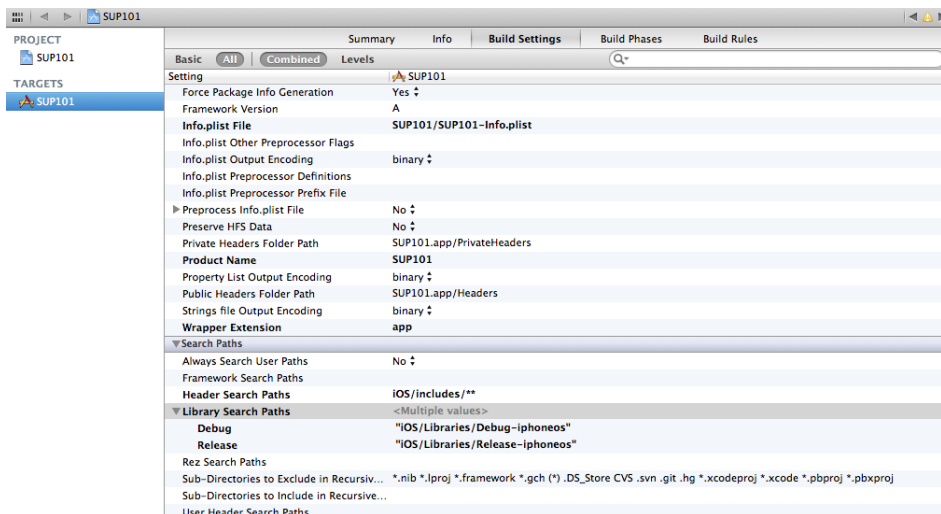 SUP101
PROJECT
SUP101
TARGETS
SUP101
Summary Info Build Settings Build Phases Build Rules
Basic All Combined Levels
Setting SUP101
Force Package Info Generation Yes
Framework Version A
Info.plist File SUP101/SUP101-Info.plist
Info.plist Other Preprocessor Flags
Info.plist Output Encoding binary
Info.plist Preprocessor Definitions
Info.plist Preprocessor Prefix File
Preprocess Info.plist File No
Preserve HFS Data No
Private Headers Folder Path SUP101.app/PrivateHeaders
Product Name SUP101
Property List Output Encoding binary
Public Headers Folder Path SUP101.app/Headers
Strings file Output Encoding binary
Wrapper Extension app
Search Paths
Always Search User Paths No
Framework Search Paths
Header Search Paths iOS/includes/**
Library Search Paths <Multiple values>
Debug "iOS/Libraries/Debug-iphoneos"
Release "iOS/Libraries/Release-iphoneos"
Rez Search Paths
Sub-Directories to Exclude in Recursiv... *.nib *.lproj *.framework *.gch (*) .DS_Store CVS .svn .git .hg *.xcodeproj *.xcode *.pbproj *.pbxproj
Sub-Directories to Include in Recursive...
User Header Search Paths